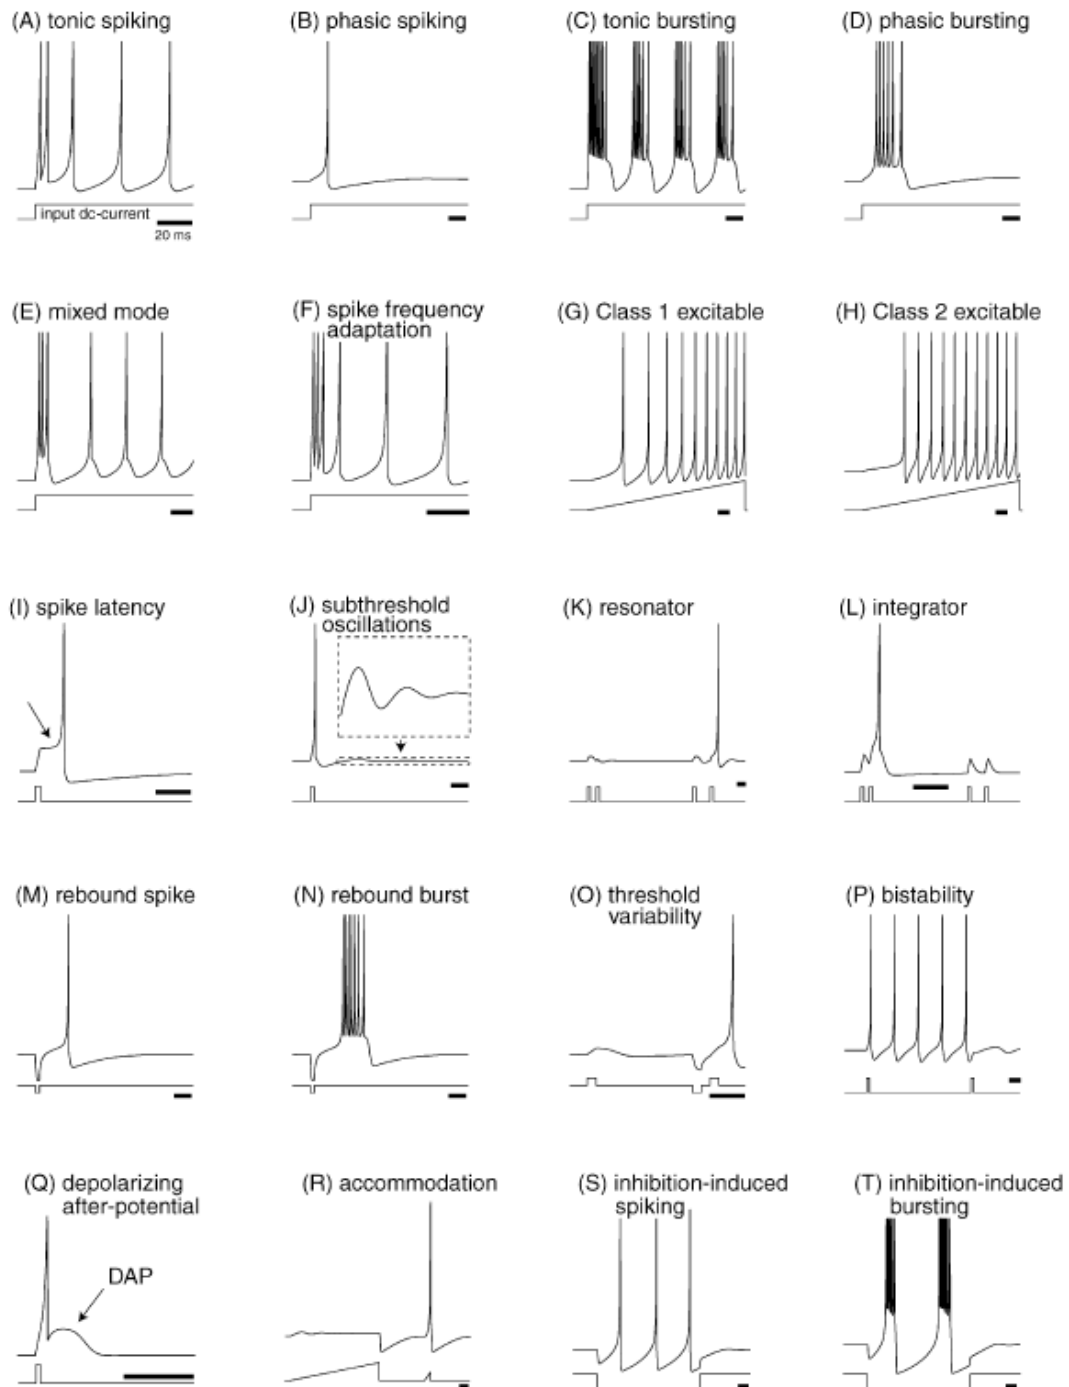 (A) tonic spiking
(B) phasic spiking
(C) tonic bursting
(D) phasic bursting
input dc-current
20 ms
(E) mixed mode
(F) spike frequency
adaptation
(G) Class 1 excitable
(H) Class 2 excitable
(I) spike latency
(J) subthreshold
oscillations
(K) resonator
(L) integrator
(M) rebound spike
(N) rebound burst
(O) threshold
variability
(P) bistability
(Q) depolarizing
after-potential
DAP
(R) accommodation
(S) inhibition-induced
spiking
(T) inhibition-induced
bursting